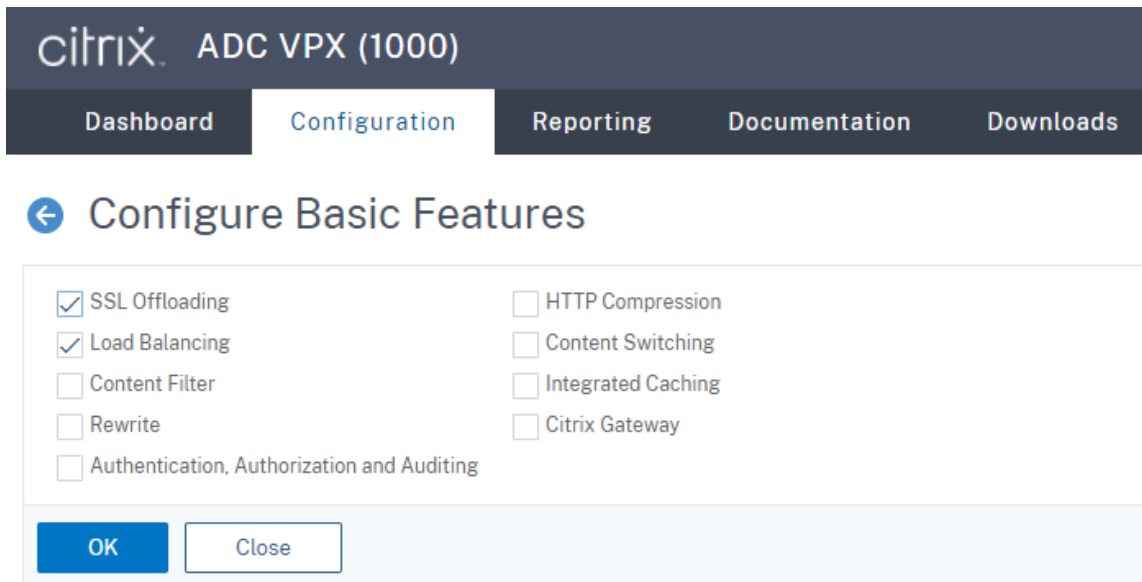 citrix. ADC VPX (1000)
Dashboard Configuration Reporting Documentation Downloads
Configure Basic Features
SSL Offloading HTTP Compression
Load Balancing Content Switching
Content Filter Integrated Caching
Rewrite Citrix Gateway
Authentication, Authorization and Auditing
OK Close